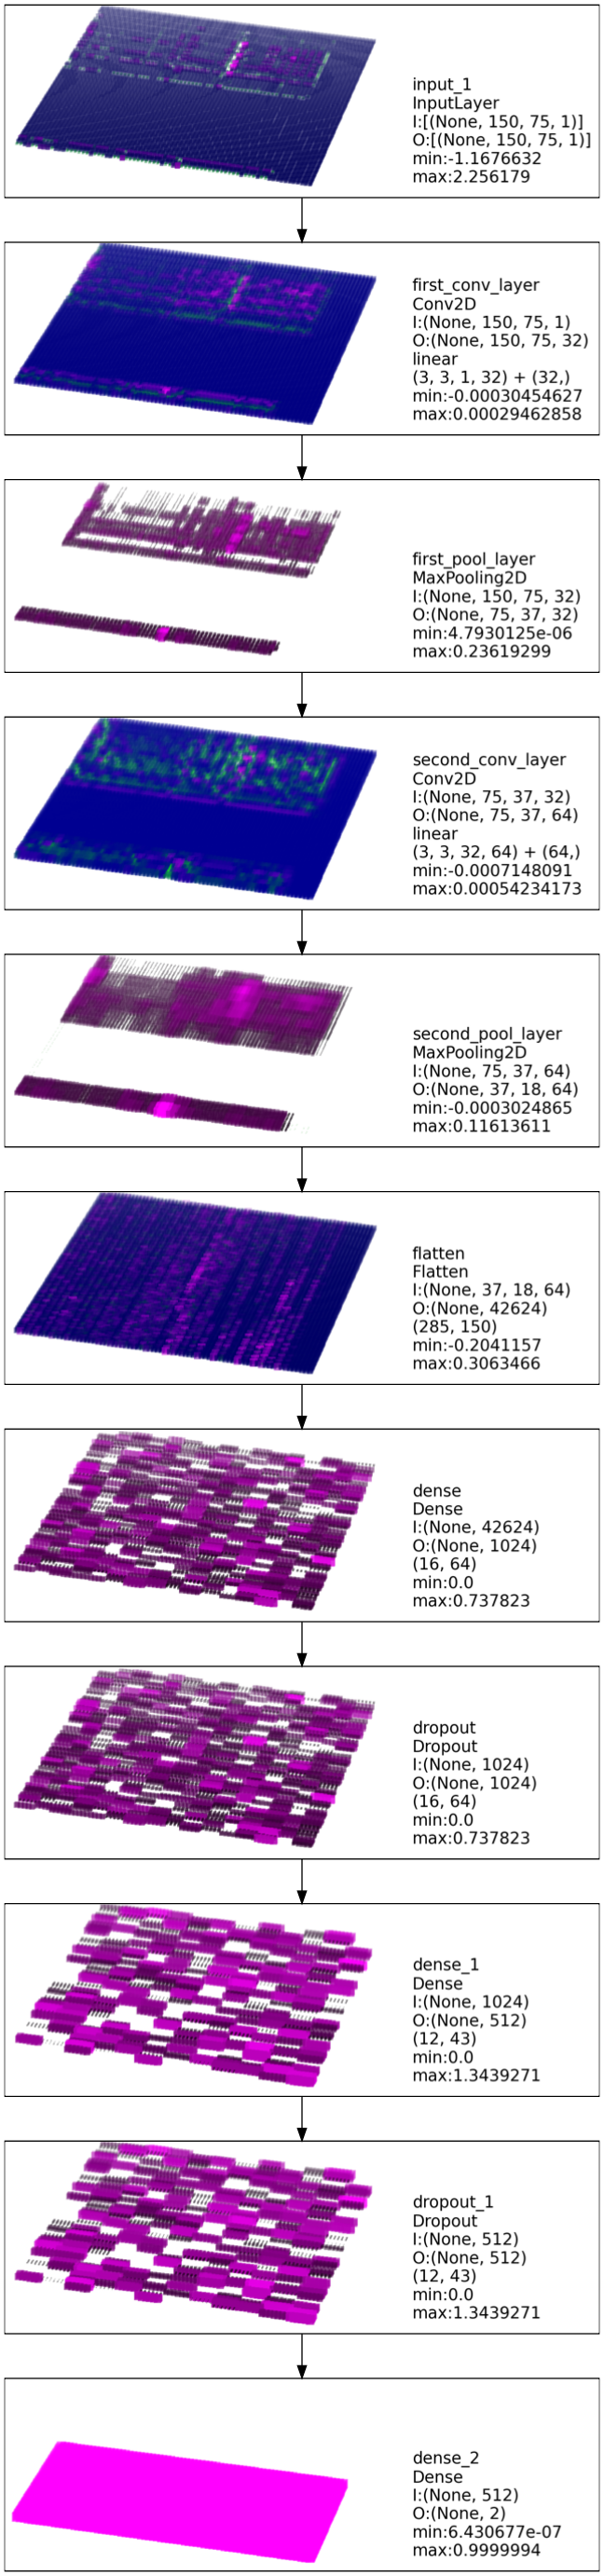 input_1
InputLayer
I:[(None, 150, 75, 1)]
O:[(None, 150, 75, 1)]
min:-1.1676632
max:2.256179
first_conv_layer
Conv2D
I:(None, 150, 75, 1)
O:(None, 150, 75, 32)
linear
(3, 3, 1, 32) + (32,)
min:-0.00030454627
max:0.00029462858
first_pool_layer
MaxPooling2D
I:(None, 150, 75, 32)
O:(None, 75, 37, 32)
min:4.7930125e-06
max:0.23619299
second_conv_layer
Conv2D
I:(None, 75, 37, 32)
O:(None, 75, 37, 64)
linear
(3, 3, 32, 64) + (64,)
min:-0.0007148091
max:0.00054234173
second_pool_layer
MaxPooling2D
I:(None, 75, 37, 64)
O:(None, 37, 18, 64)
min:-0.0003024865
max:0.11613611
flatten
Flatten
I:(None, 37, 18, 64)
O:(None, 42624)
(285, 150)
min:-0.2041157
max:0.3063466
dense
Dense
I:(None, 42624)
O:(None, 1024)
(16, 64)
min:0.0
max:0.737823
dropout
Dropout
I:(None, 1024)
O:(None, 1024)
(16, 64)
min:0.0
max:0.737823
dense_1
Dense
I:(None, 1024)
O:(None, 512)
(12, 43)
min:0.0
max:1.3439271
dropout_1
Dropout
I:(None, 512)
O:(None, 512)
(12, 43)
min:0.0
max:1.3439271
dense_2
Dense
I:(None, 512)
O:(None, 2)
min:6.430677e-07
max:0.9999994